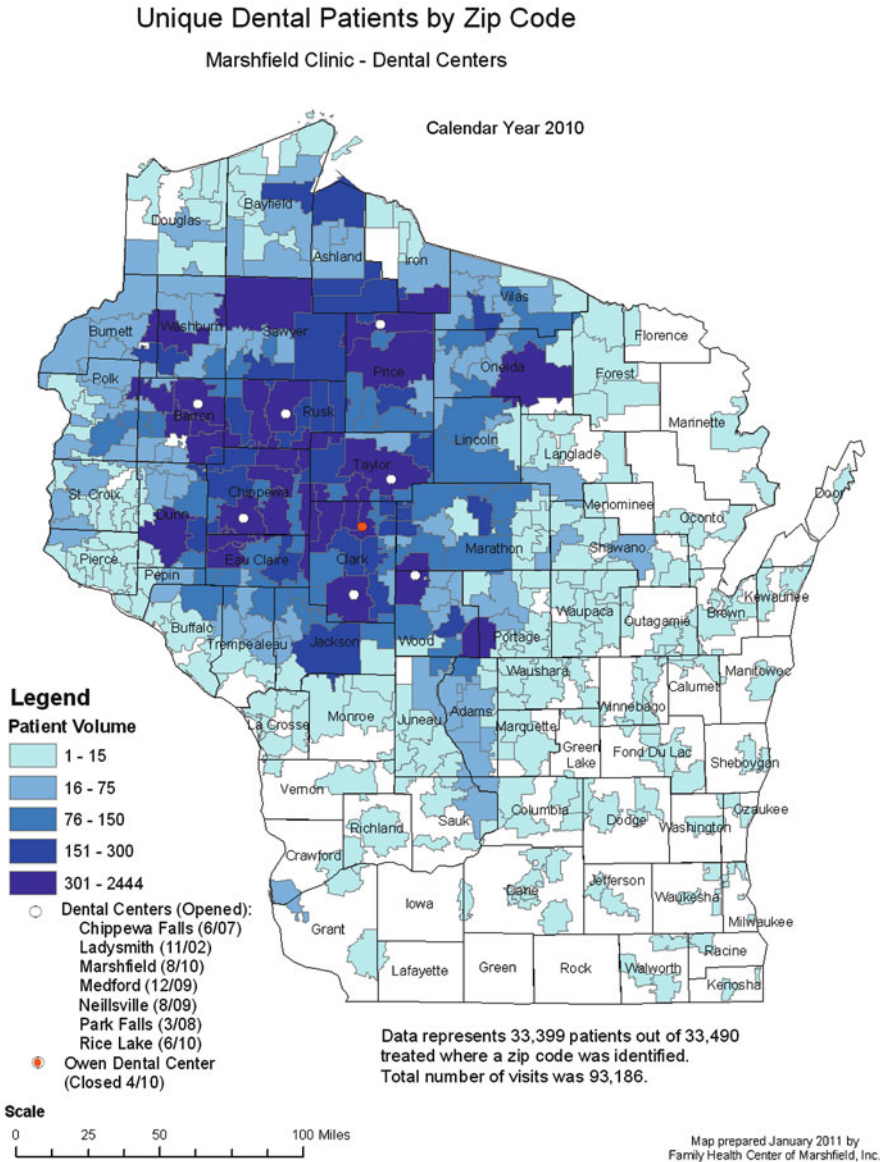 Unique Dental Patients by Zip Code
Marshfield Clinic - Dental Centers
Calendar Year 2010
Bayfield
Douglas
Ashland
Iron
Vilas
Burnett
Washburn
Sawyer
Florence
Price
Oneida
Forest
Polk
Barron
Rusk
Marinette
Lincoln
Langlade
Taylor
St. Croix
Chippewa
Menominee
Door
Dunn
Oconto
Marathon
Shawano
Pierce
Eau Claire
Clark
Pepin
Kewaunee
Waupaca
Brown
Outagamie
Buffalo
Trempealeau
Jackson
Wood
Portage
Waushara
Manitowoc
Calumet
Winnebago
La Crosse
Monroe
Juneau
Adams
Marquette
Green
Lake
Fond Du Lac
Sheboygan
Vernon
Sauk
Columbia
Dodge
Ozaukee
Washington
Richland
Crawford
Dane
Jefferson
Waukesha
Milwaukee
Iowa
Grant
Racine
Lafayette
Green
Rock
Walworth
Kenosha
Legend
Patient Volume
1 - 15
16 - 75
76 - 150
151 - 300
301 - 2444
Dental Centers (Opened):
Chippewa Falls (6/07)
Ladysmith (11/02)
Marshfield (8/10)
Medford (12/09)
Neillsville (8/09)
Park Falls (3/08)
Rice Lake (6/10)
Owen Dental Center
(Closed 4/10)
Data represents 33,399 patients out of 33,490
treated where a zip code was identified.
Total number of visits was 93,186.
Scale
0 25 50 100 Miles
Map prepared January 2011 by
Family Health Center of Marshfield, Inc.